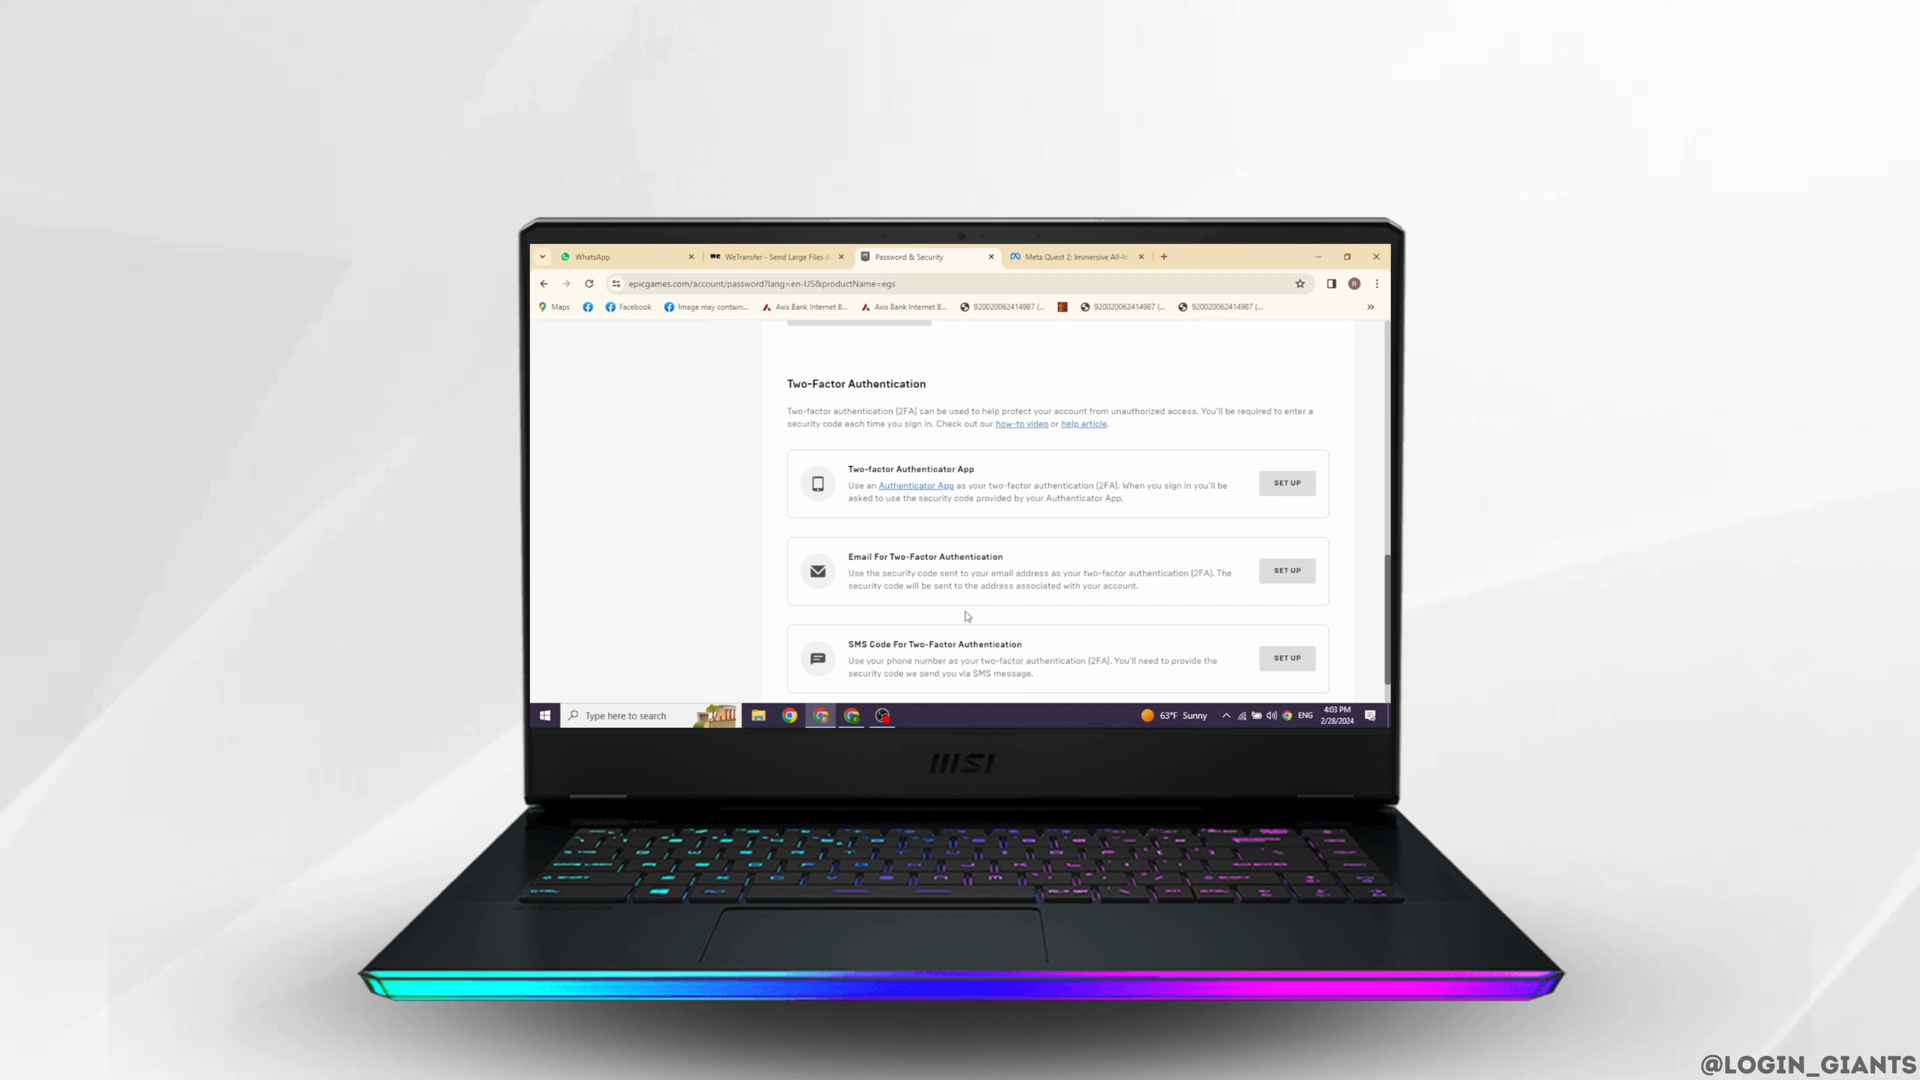 WhatsApp
WeTransfer - Send Large Files &
Password & Security
Meta Quest 2: Immersive All-In
epicgames.com/account/password?lang=en-US&productName=egs
Maps
Facebook
Image may contain:...
Axis Bank Internet B...
Axis Bank Internet B...
920020062414987 (...
920020062414987 (...
920020062414987 (...
Two-Factor Authentication
Two-factor authentication [2FA] can be used to help protect your account from unauthorized access. You'll be required to enter a
security code each time you sign in. Check out our how-to video or help article.
Two-factor Authenticator App
Use an Authenticator App as your two-factor authentication [2FA]. When you sign in you'll be
asked to use the security code provided by your Authenticator App.
SET UP
Email For Two-Factor Authentication
Use the security code sent to your email address as your two-factor authentication [2FA]. The
security code will be sent to the address associated with your account.
SET UP
SMS Code For Two-Factor Authentication
Use your phone number as your two-factor authentication [2FA]. You'll need to provide the
security code we send you via SMS message.
SET UP
Type here to search
63°F Sunny
ENG
4:03 PM
2/28/2024
msi
@LOGIN_GIANTS